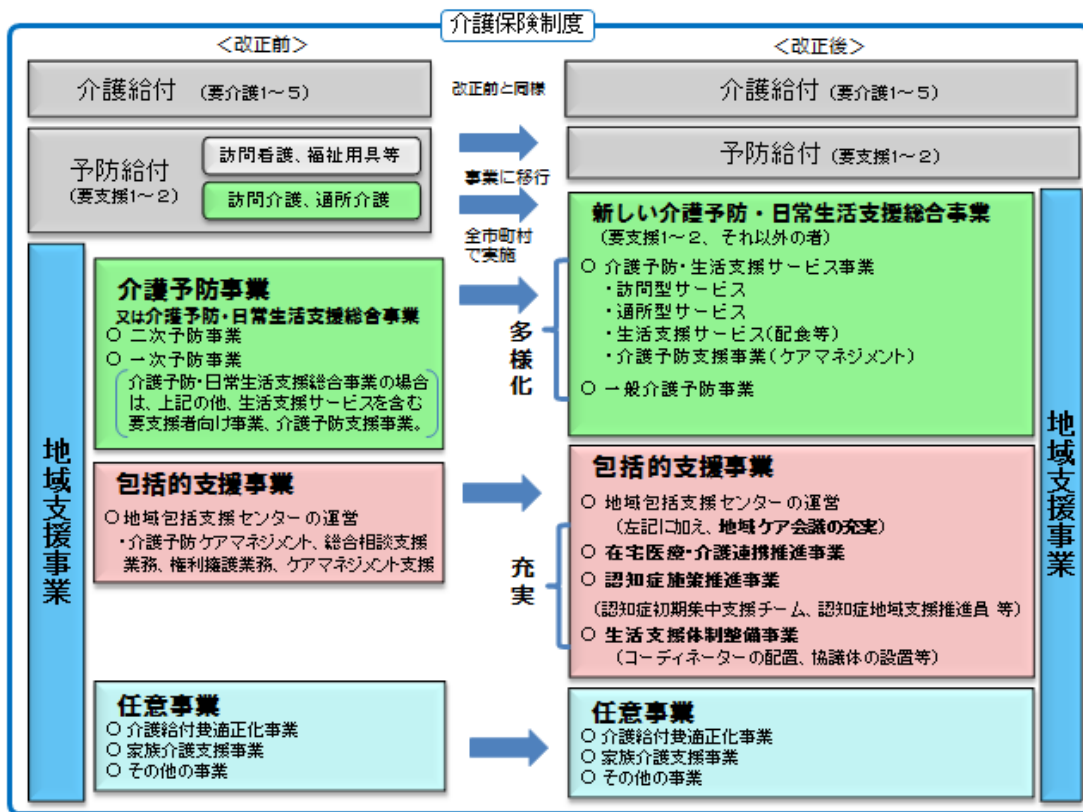 介護保険制度
＜改正前＞
介護給付 (要介護1～5)
予防給付
(要支援1～2)
訪問看護、福祉用具等
訪問介護、通所介護
地域支援事業
介護予防事業
又は介護予防・日常生活支援総合事業
○ 二次予防事業
○ 一次予防事業
介護予防・日常生活支援総合事業の場合
は、上記の他、生活支援サービスを含む
要支援者向け事業、介護予防支援事業。
包括的支援事業
○地域包括支援センターの運営
・介護予防ケアマネジメント、総合相談支援
業務、権利擁護業務、ケアマネジメント支援
任意事業
○ 介護給付費適正化事業
○ 家族介護支援事業
○ その他の事業
改正前と同様
事業に移行
全市町村
で実施
多様化
充実
＜改正後＞
介護給付 (要介護1～5)
予防給付 (要支援1～2)
新しい介護予防・日常生活支援総合事業
(要支援1～2、それ以外の者)
○ 介護予防・生活支援サービス事業
・訪問型サービス
・通所型サービス
・生活支援サービス(配食等)
・介護予防支援事業(ケアマネジメント)
○ 一般介護予防事業
包括的支援事業
○ 地域包括支援センターの運営
(左記に加え、地域ケア会議の充実)
○ 在宅医療・介護連携推進事業
○ 認知症施策推進事業
(認知症初期集中支援チーム、認知症地域支援推進員 等)
○ 生活支援体制整備事業
(コーディネーターの配置、協議体の設置等)
任意事業
○ 介護給付費適正化事業
○ 家族介護支援事業
○ その他の事業
地域支援事業